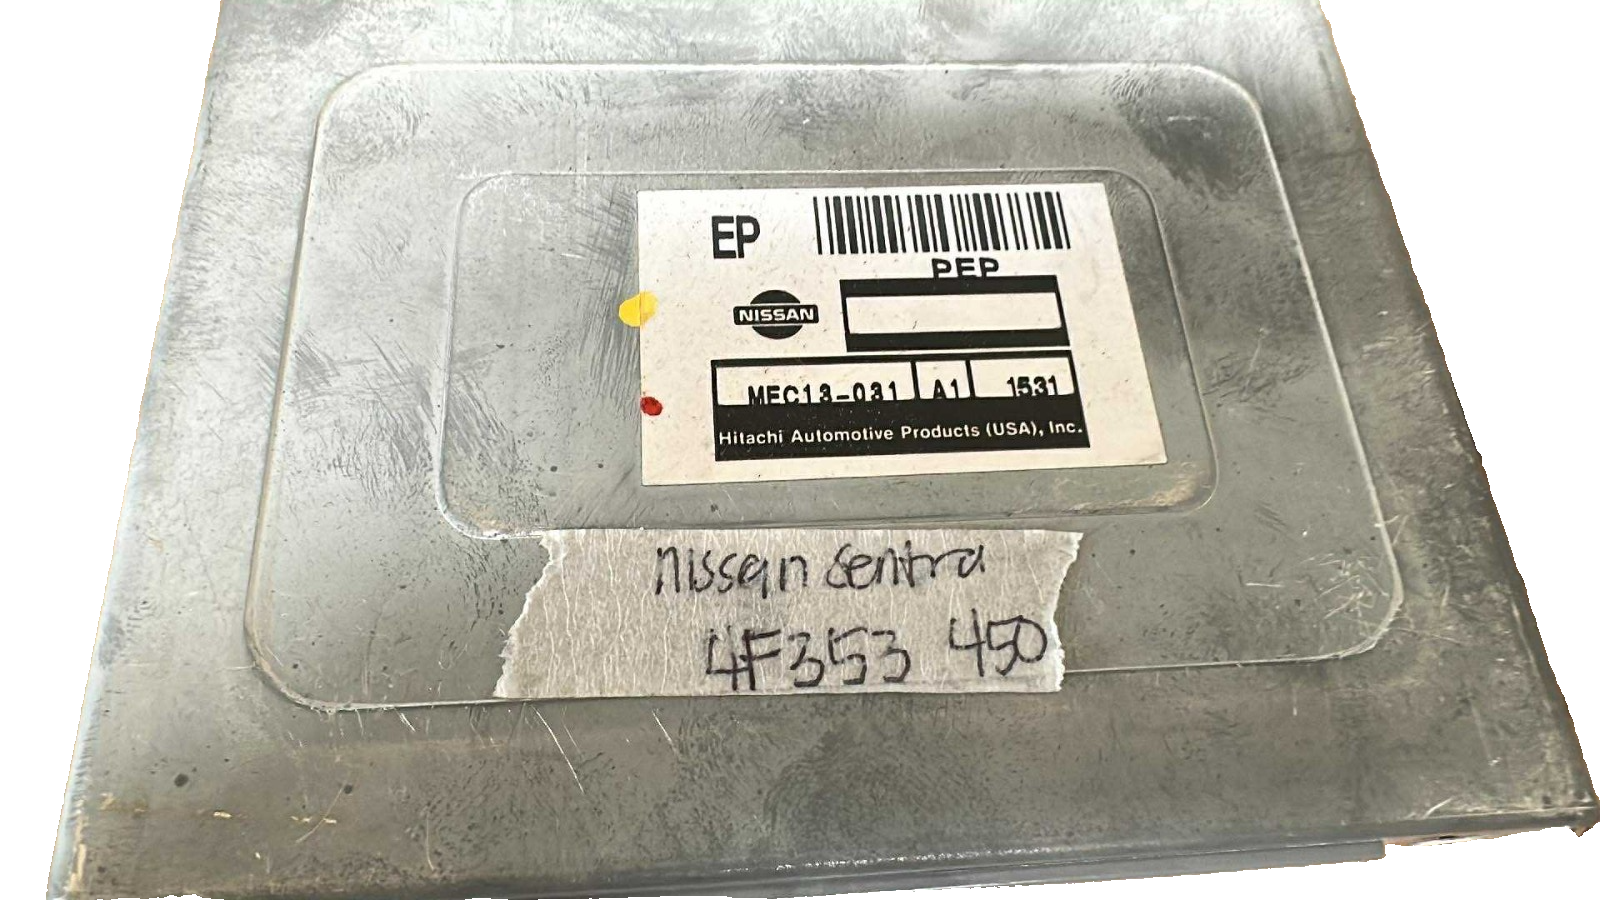 EP
PEP
NISSAN
MEC13-031 A1 1531
Hitachi Automotive Products (USA), Inc.
nissan sentra
4F353 450